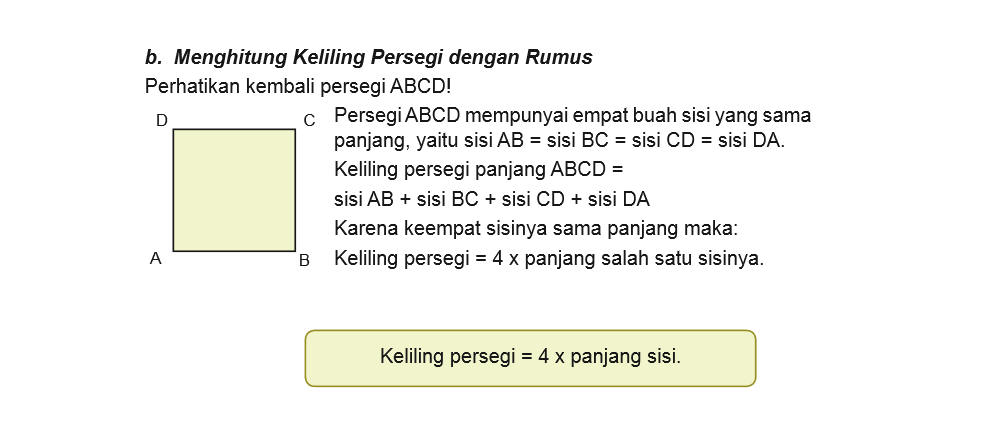 b. Menghitung Keliling Persegi dengan Rumus
Perhatikan kembali persegi ABCD!
D
C
Persegi ABCD mempunyai empat buah sisi yang sama
panjang, yaitu sisi AB = sisi BC = sisi CD = sisi DA.
Keliling persegi panjang ABCD =
sisi AB + sisi BC + sisi CD + sisi DA
Karena keempat sisinya sama panjang maka:
A
B
Keliling persegi = 4 x panjang salah satu sisinya.
Keliling persegi = 4 x panjang sisi.